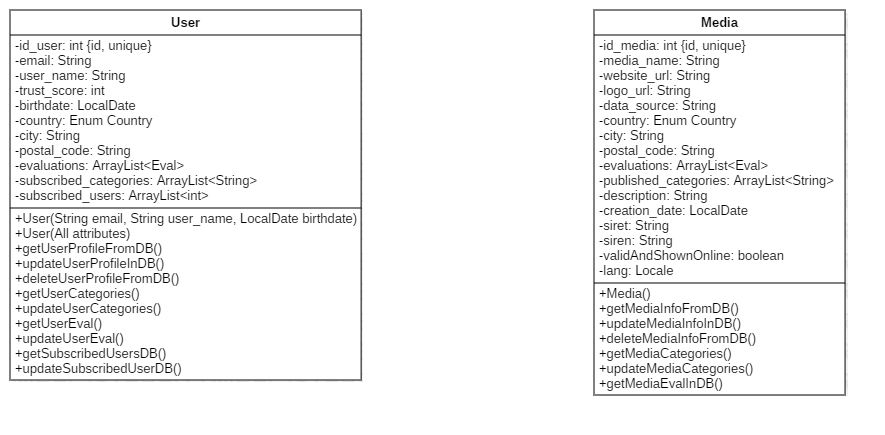 User
-id_user: int {id, unique}
-email: String
-user_name: String
-trust_score: int
-birthdate: LocalDate
-country: Enum Country
-city: String
-postal_code: String
-evaluations: ArrayList<Eval>
-subscribed_categories: ArrayList<String>
-subscribed_users: ArrayList<int>
+User(String email, String user_name, LocalDate birthdate)
+User(All attributes)
+getUserProfileFromDB()
+updateUserProfileInDB()
+deleteUserProfileFromDB()
+getUserCategories()
+updateUserCategories()
+getUserEval()
+updateUserEval()
+getSubscribedUsersDB()
+updateSubscribedUserDB()
Media
-id_media: int {id, unique}
-media_name: String
-website_url: String
-logo_url: String
-data_source: String
-country: Enum Country
-city: String
-postal_code: String
-evaluations: ArrayList<Eval>
-published_categories: ArrayList<String>
-description: String
-creation_date: LocalDate
-siret: String
-siren: String
-validAndShownOnline: boolean
-lang: Locale
+Media()
+getMediaInfoFromDB()
+updateMediaInfoInDB()
+deleteMediaInfoFromDB()
+getMediaCategories()
+updateMediaCategories()
+getMediaEvalInDB()